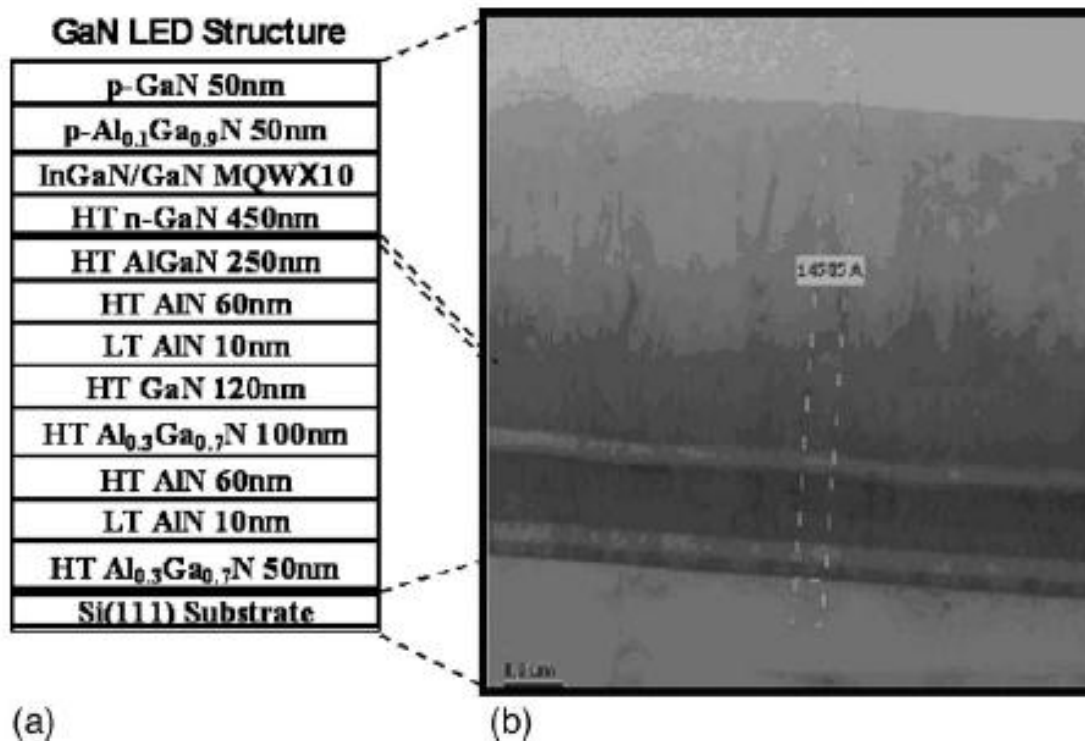 GaN LED Structure
p-GaN 50nm
p-Al0.1Ga0.9N 50nm
InGaN/GaN MQWX10
HT n-GaN 450nm
HT AlGaN 250nm
HT AlN 60nm
LT AlN 10nm
HT GaN 120nm
HT Al0.3Ga0.7N 100nm
HT AlN 60nm
LT AlN 10nm
HT Al0.3Ga0.7N 50nm
Si(111) Substrate
(a)
(b)